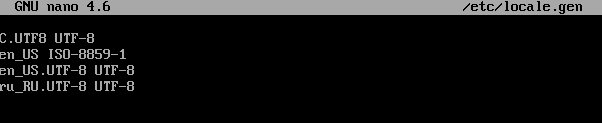 GNU nano 4.6 /etc/locale.gen
C.UTF8 UTF-8
en_US ISO-8859-1
en_US.UTF-8 UTF-8
ru_RU.UTF-8 UTF-8